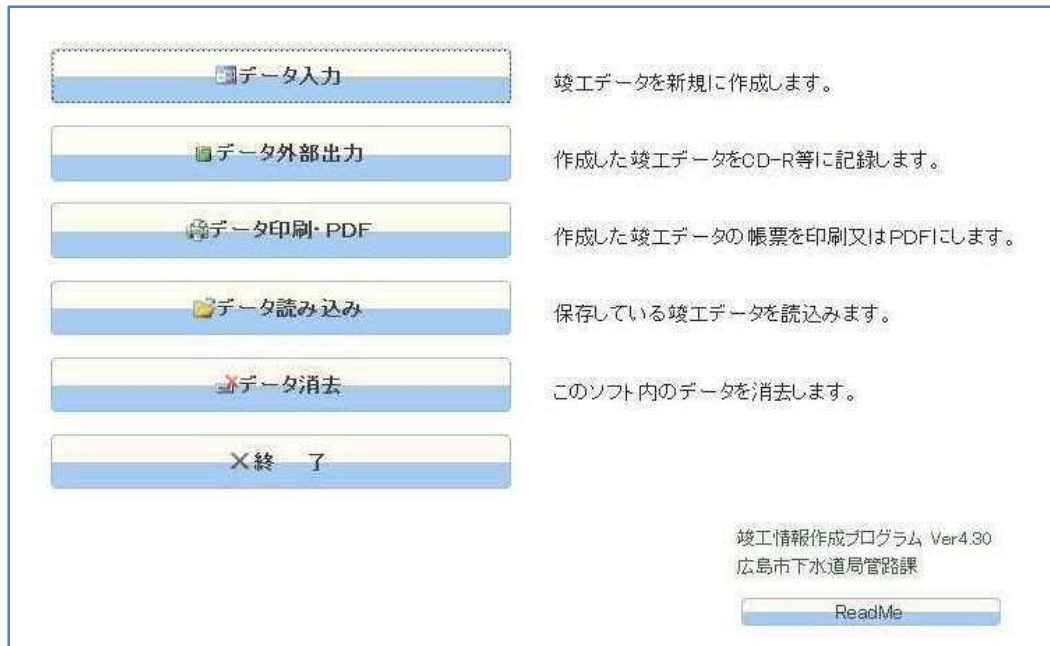 データ入力
竣工データを新規に作成します。
データ外部出力
作成した竣工データをCD-R等に記録します。
データ印刷・PDF
作成した竣工データの帳票を印刷又はPDFにします。
データ読み込み
保存している竣工データを読込みます。
データ消去
このソフト内のデータを消去します。
終　了
竣工情報作成プログラム Ver4.30
広島市下水道局管路課
ReadMe